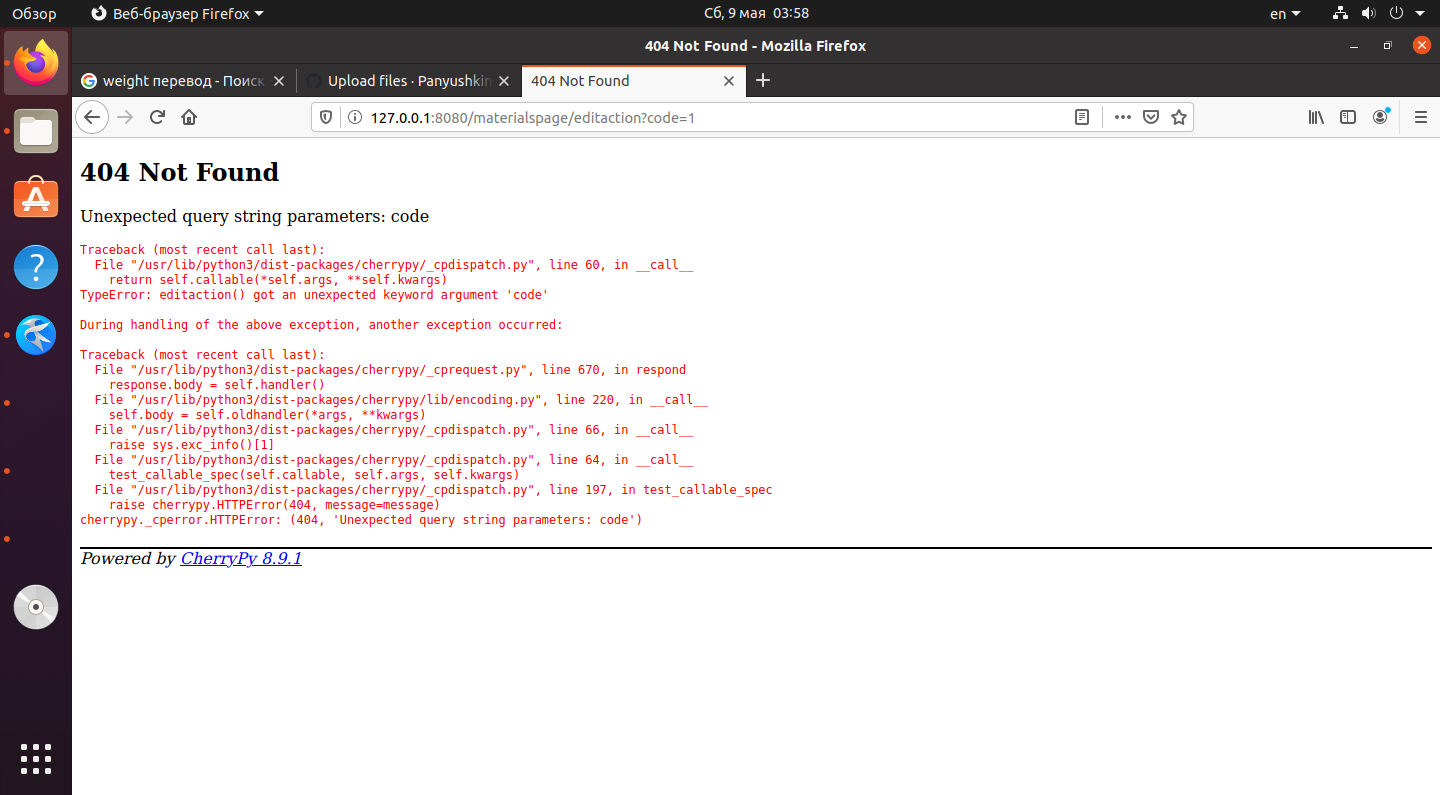 Обзор
Веб-браузер Firefox
Сб, 9 мая 03:58
en
404 Not Found - Mozilla Firefox
weight перевод - Поиск
Upload files · Panyushkin
404 Not Found
127.0.0.1:8080/materialspage/editaction?code=1
404 Not Found
Unexpected query string parameters: code
Traceback (most recent call last):
  File "/usr/lib/python3/dist-packages/cherrypy/_cpdispatch.py", line 60, in __call__
    return self.callable(*self.args, **self.kwargs)
TypeError: editaction() got an unexpected keyword argument 'code'
During handling of the above exception, another exception occurred:
Traceback (most recent call last):
  File "/usr/lib/python3/dist-packages/cherrypy/_cprequest.py", line 670, in respond
    response.body = self.handler()
  File "/usr/lib/python3/dist-packages/cherrypy/lib/encoding.py", line 220, in __call__
    self.body = self.oldhandler(*args, **kwargs)
  File "/usr/lib/python3/dist-packages/cherrypy/_cpdispatch.py", line 66, in __call__
    raise sys.exc_info()[1]
  File "/usr/lib/python3/dist-packages/cherrypy/_cpdispatch.py", line 64, in __call__
    test_callable_spec(self.callable, self.args, self.kwargs)
  File "/usr/lib/python3/dist-packages/cherrypy/_cpdispatch.py", line 197, in test_callable_spec
    raise cherrypy.HTTPError(404, message=message)
cherrypy._cperror.HTTPError: (404, 'Unexpected query string parameters: code')
Powered by CherryPy 8.9.1